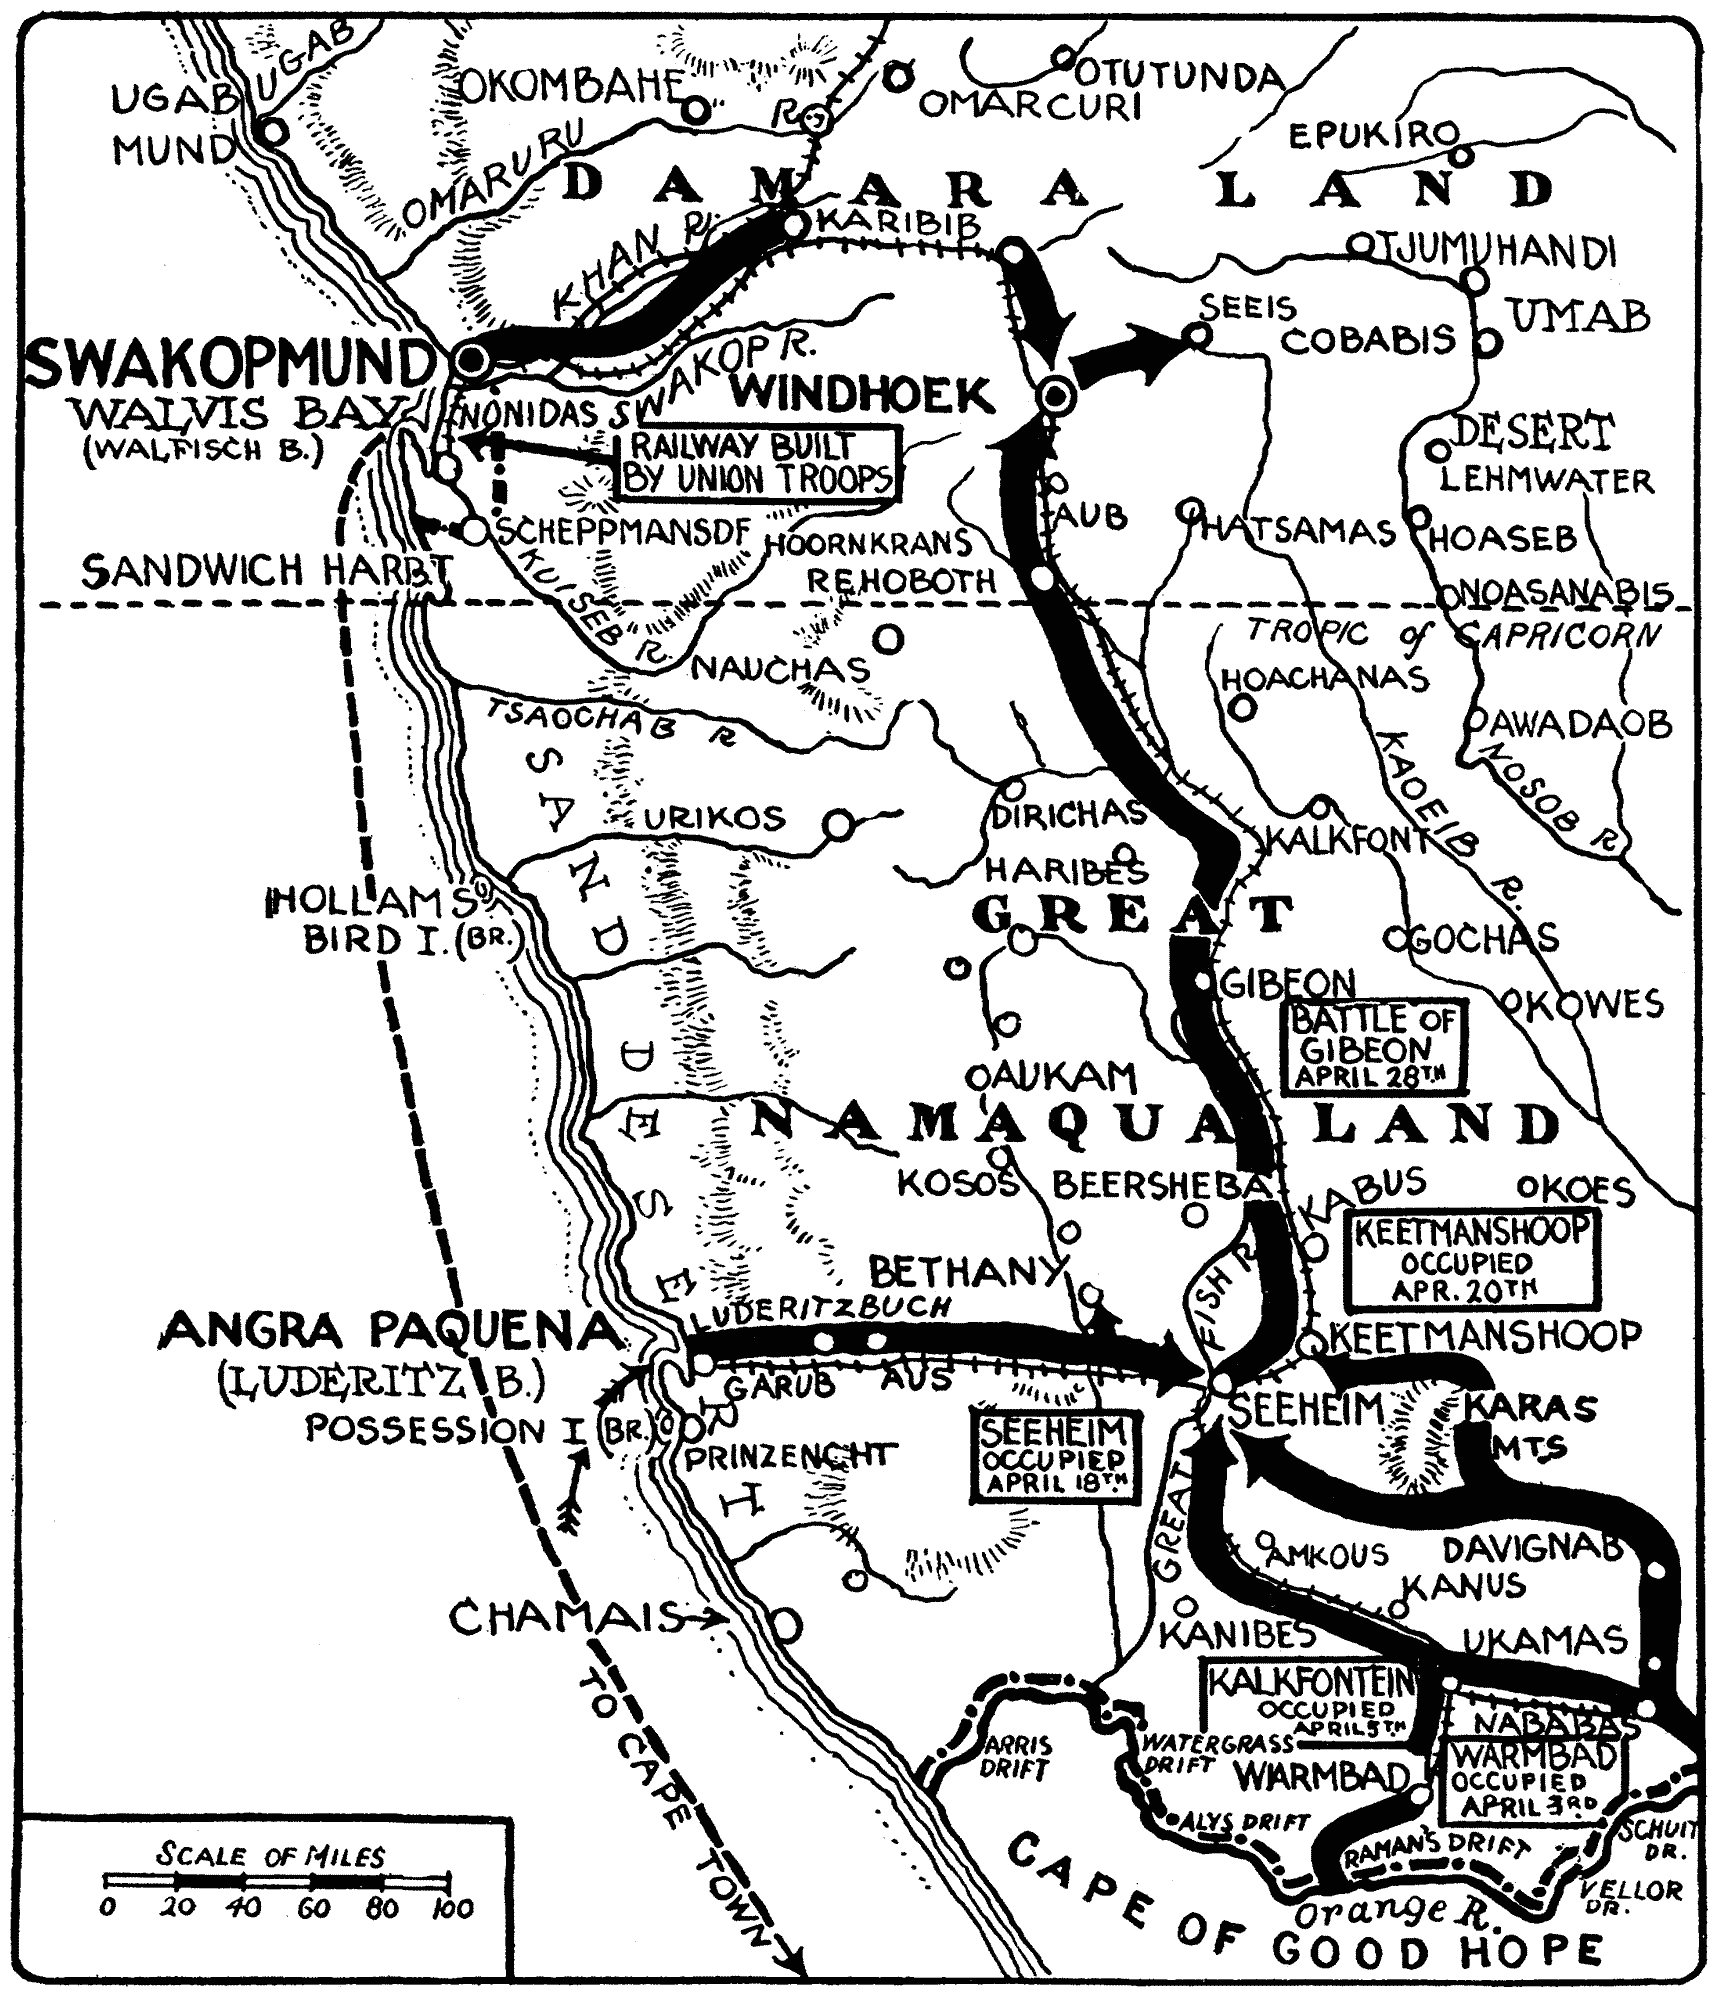 UGAB
MUND
UGAB
U
OKOMBAHE
OMARURU
R.
OMARCURI
OTUTUNDA
EPUKIRO
DAMARA LAND
KHAN R.
KARIBIB
OTJUMUHANDI
UMAB
SEEIS
COBABIS
SWAKOPMUND
WALVIS BAY
(WALFISCH B.)
NONIDAS
SWAKOP R.
WINDHOEK
RAILWAY BUILT
BY UNION TROOPS
DESERT
LEHMWATER
AUB
HATSAMAS
HOASEB
SCHEPPMANSDF
HOORNKRANS
REHOBOTH
SANDWICH HARBT
KUISEB R.
NOASANABIS
TROPIC of CAPRICORN
NAUCHAS
HOACHANAS
TSAOCHAB R
AWADAOB
KAOEIB R.
NOSOB R.
SAND DESERT
H
URIKOS
DIRICHAS
KALKFONT
HARIBES
HOLLAMS
BIRD I. (BR.)
GREAT
GOCHAS
GIBEON
OKOWES
BATTLE OF
GIBEON
APRIL 28TH
AUKAM
NAMAQUA LAND
KOSOS
BEERSHEBA
KABUS
OKOES
KEETMANSHOOP
OCCUPIED
APR. 20TH
BETHANY
FISH R.
LUDERITZBUCH
ANGRA PAQUENA
(LUDERITZ B.)
GARUB
AUS
KEETMANSHOOP
SEEHEIM
KARAS
MTS
POSSESSION I (BR.)
PRINZENCHT
SEEHEIM
OCCUPIED
APRIL 18TH.
GREAT
AMKOUS
DAVIGNAB
KANUS
CHAMAIS
KANIBES
UKAMAS
KALKFONTEIN
OCCUPIED
APRIL 5TH
NABABAS
TO CAPE TOWN
ARRIS
DRIFT
WATERGRASS
DRIFT
WARMBAD
WARMBAD
OCCUPIED
APRIL 3RD
ALYS DRIFT
RAMAN'S DRIFT
SCHUIT
DR.
VELLOR
DR.
Orange R.
CAPE OF GOOD HOPE
SCALE OF MILES
0 20 40 60 80 100